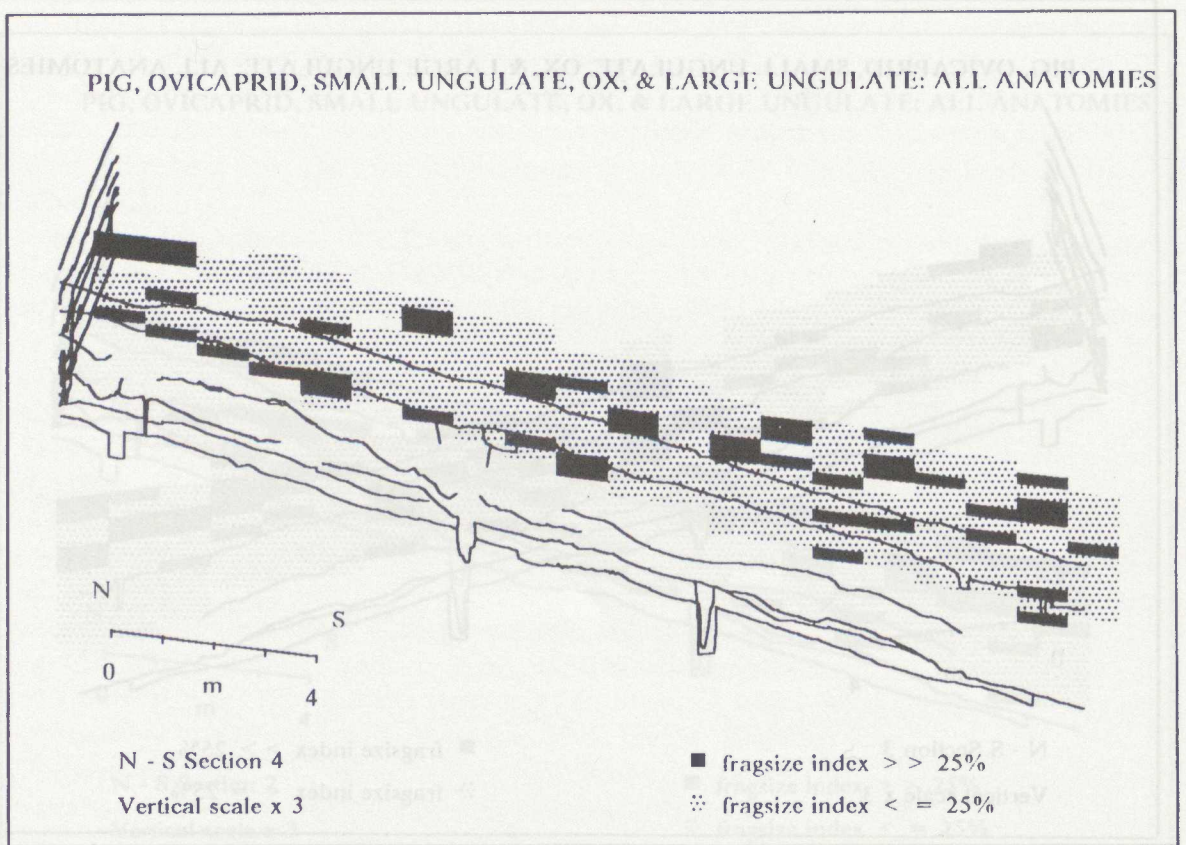 PIG, OVICAPRID, SMALL UNGULATE, OX, & LARGE UNGULATE: ALL ANATOMIES
N
S
0
m
4
N - S Section 4
Vertical scale x 3
fragsize index > > 25%
fragsize index < = 25%